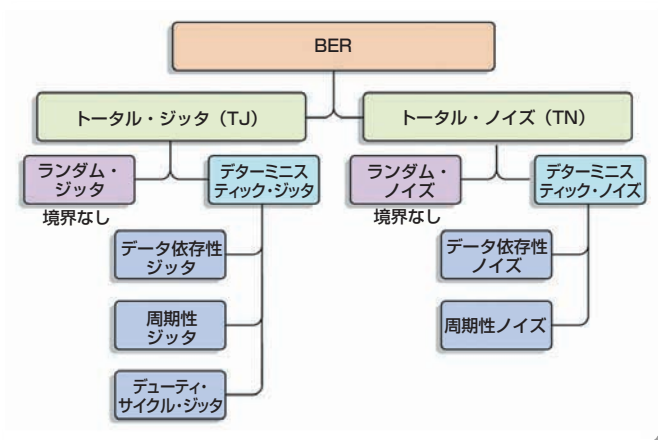 BER
トータル・ジッタ（TJ）
トータル・ノイズ（TN）
ランダム・
ジッタ
境界なし
デターミニス
ティック・ジッタ
ランダム・
ノイズ
境界なし
デターミニス
ティック・ノイズ
データ依存性
ジッタ
周期性
ジッタ
デューティ・
サイクル・ジッタ
データ依存性
ノイズ
周期性ノイズ